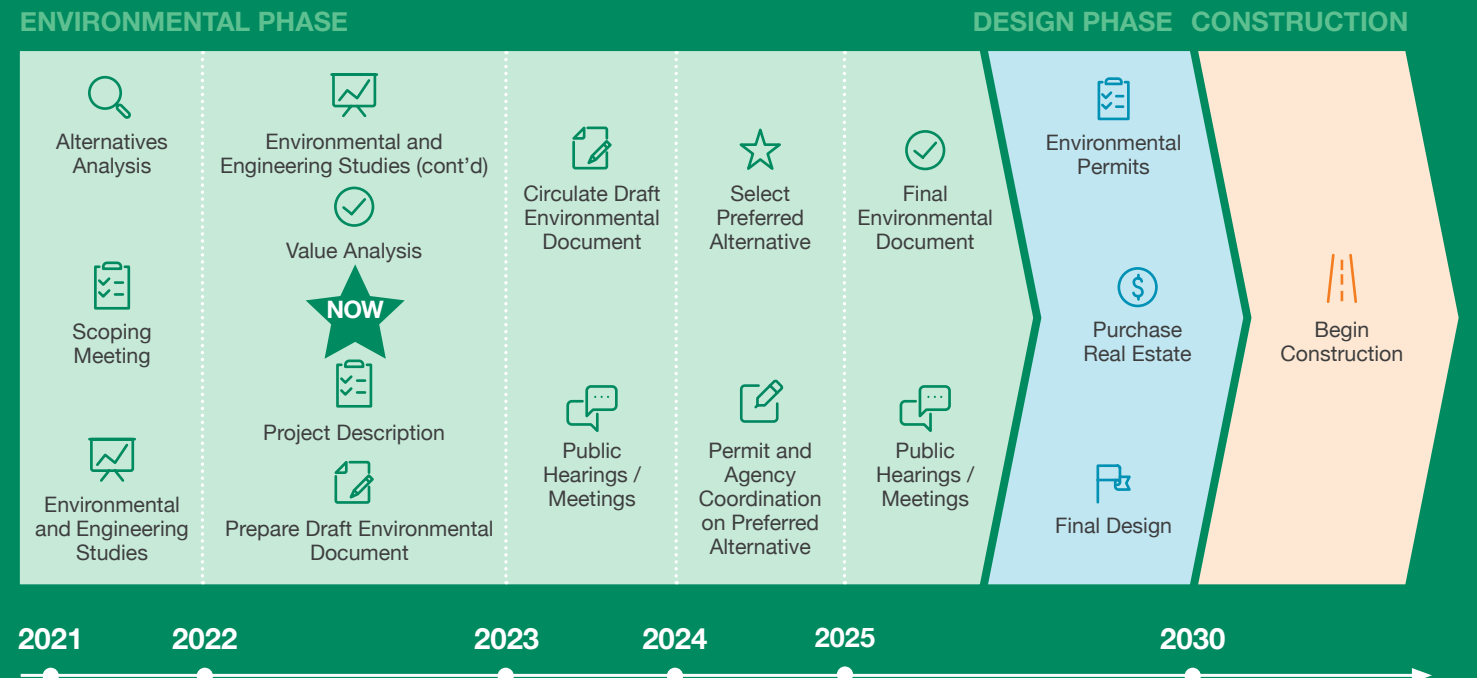 ENVIRONMENTAL PHASE
DESIGN PHASE
CONSTRUCTION
Alternatives
Analysis
Scoping
Meeting
Environmental
and Engineering
Studies
Environmental and
Engineering Studies (cont’d)
Value Analysis
NOW
Project Description
Prepare Draft Environmental
Document
Circulate Draft
Environmental
Document
Public
Hearings /
Meetings
Select
Preferred
Alternative
Permit and
Agency
Coordination
on Preferred
Alternative
Final
Environmental
Document
Public
Hearings /
Meetings
Environmental
Permits
$
Purchase
Real Estate
Final Design
Begin
Construction
2021
2022
2023
2024
2025
2030